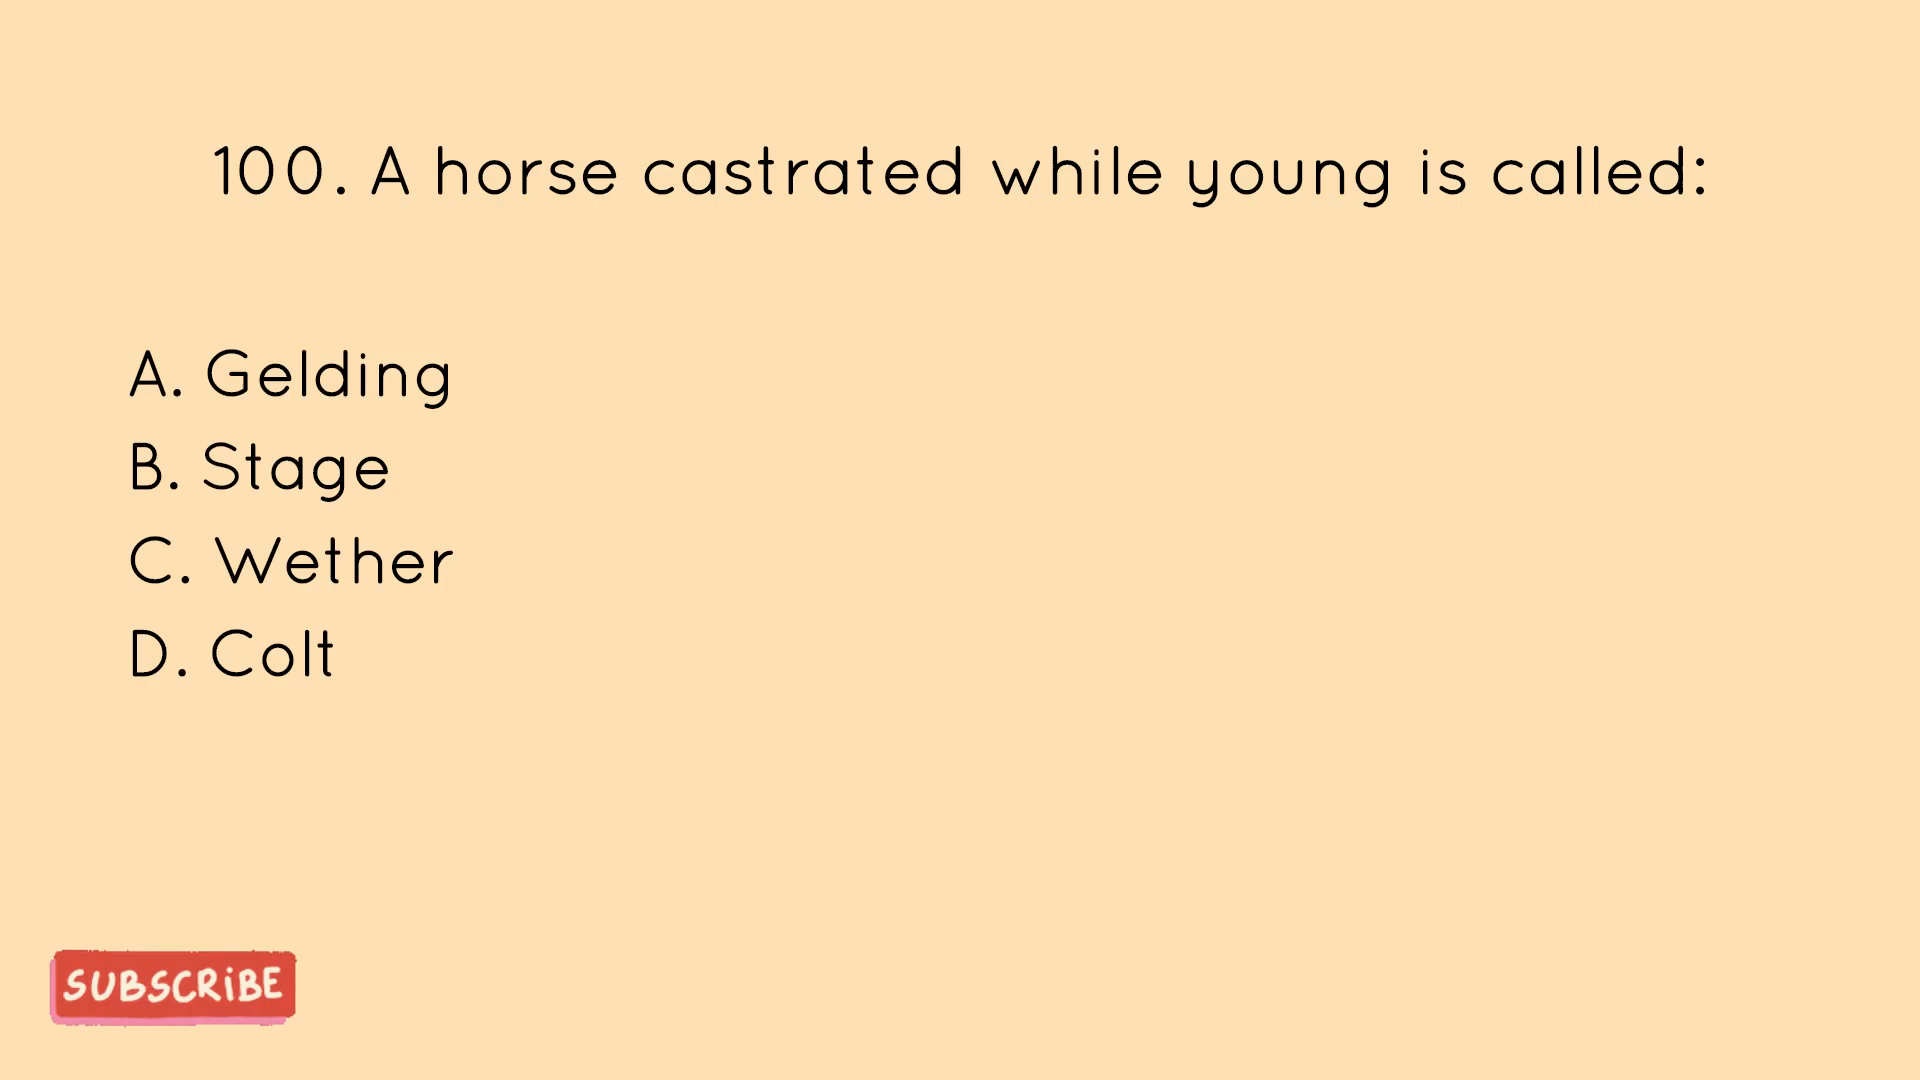 100. A horse castrated while young is called:
A. Gelding
B. Stage
C. Wether
D. Colt
SUBSCRiBE